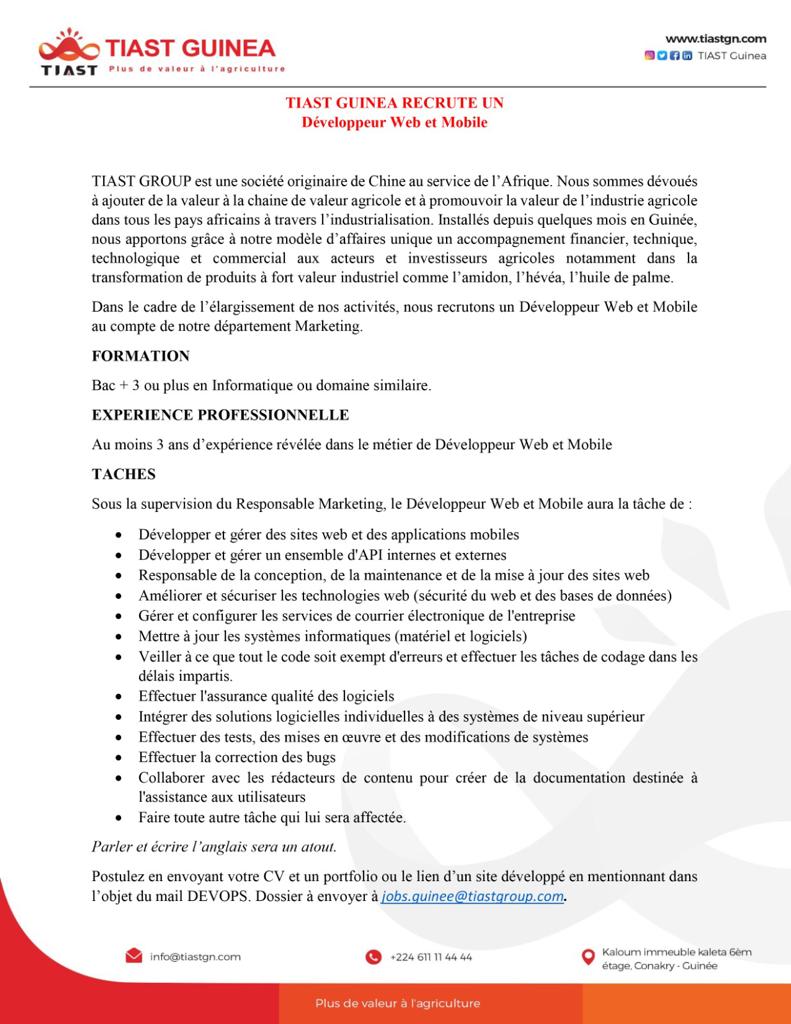 TIAST
TIAST GUINEA
Plus de valeur à l'agriculture
www.tiastgn.com
TIAST Guinea
TIAST GUINEA RECRUTE UN
Développeur Web et Mobile
TIAST GROUP est une société originaire de Chine au service de l’Afrique. Nous sommes dévoués
à ajouter de la valeur à la chaine de valeur agricole et à promouvoir la valeur de l’industrie agricole
dans tous les pays africains à travers l’industrialisation. Installés depuis quelques mois en Guinée,
nous apportons grâce à notre modèle d’affaires unique un accompagnement financier, technique,
technologique et commercial aux acteurs et investisseurs agricoles notamment dans la
transformation de produits à fort valeur industriel comme l’amidon, l’hévéa, l’huile de palme.
Dans le cadre de l’élargissement de nos activités, nous recrutons un Développeur Web et Mobile
au compte de notre département Marketing.
FORMATION
Bac + 3 ou plus en Informatique ou domaine similaire.
EXPERIENCE PROFESSIONNELLE
Au moins 3 ans d’expérience révélée dans le métier de Développeur Web et Mobile
TACHES
Sous la supervision du Responsable Marketing, le Développeur Web et Mobile aura la tâche de :
• Développer et gérer des sites web et des applications mobiles
• Développer et gérer un ensemble d'API internes et externes
• Responsable de la conception, de la maintenance et de la mise à jour des sites web
• Améliorer et sécuriser les technologies web (sécurité du web et des bases de données)
• Gérer et configurer les services de courrier électronique de l'entreprise
• Mettre à jour les systèmes informatiques (matériel et logiciels)
• Veiller à ce que tout le code soit exempt d'erreurs et effectuer les tâches de codage dans les
délais impartis.
• Effectuer l'assurance qualité des logiciels
• Intégrer des solutions logicielles individuelles à des systèmes de niveau supérieur
• Effectuer des tests, des mises en œuvre et des modifications de systèmes
• Effectuer la correction des bugs
• Collaborer avec les rédacteurs de contenu pour créer de la documentation destinée à
l'assistance aux utilisateurs
• Faire toute autre tâche qui lui sera affectée.
Parler et écrire l’anglais sera un atout.
Postulez en envoyant votre CV et un portfolio ou le lien d’un site développé en mentionnant dans
l’objet du mail DEVOPS. Dossier à envoyer à jobs.guinee@tiastgroup.com.
info@tiastgn.com
+224 611 11 44 44
Kaloum immeuble kaleta 6èm
étage, Conakry - Guinée
Plus de valeur à l'agriculture